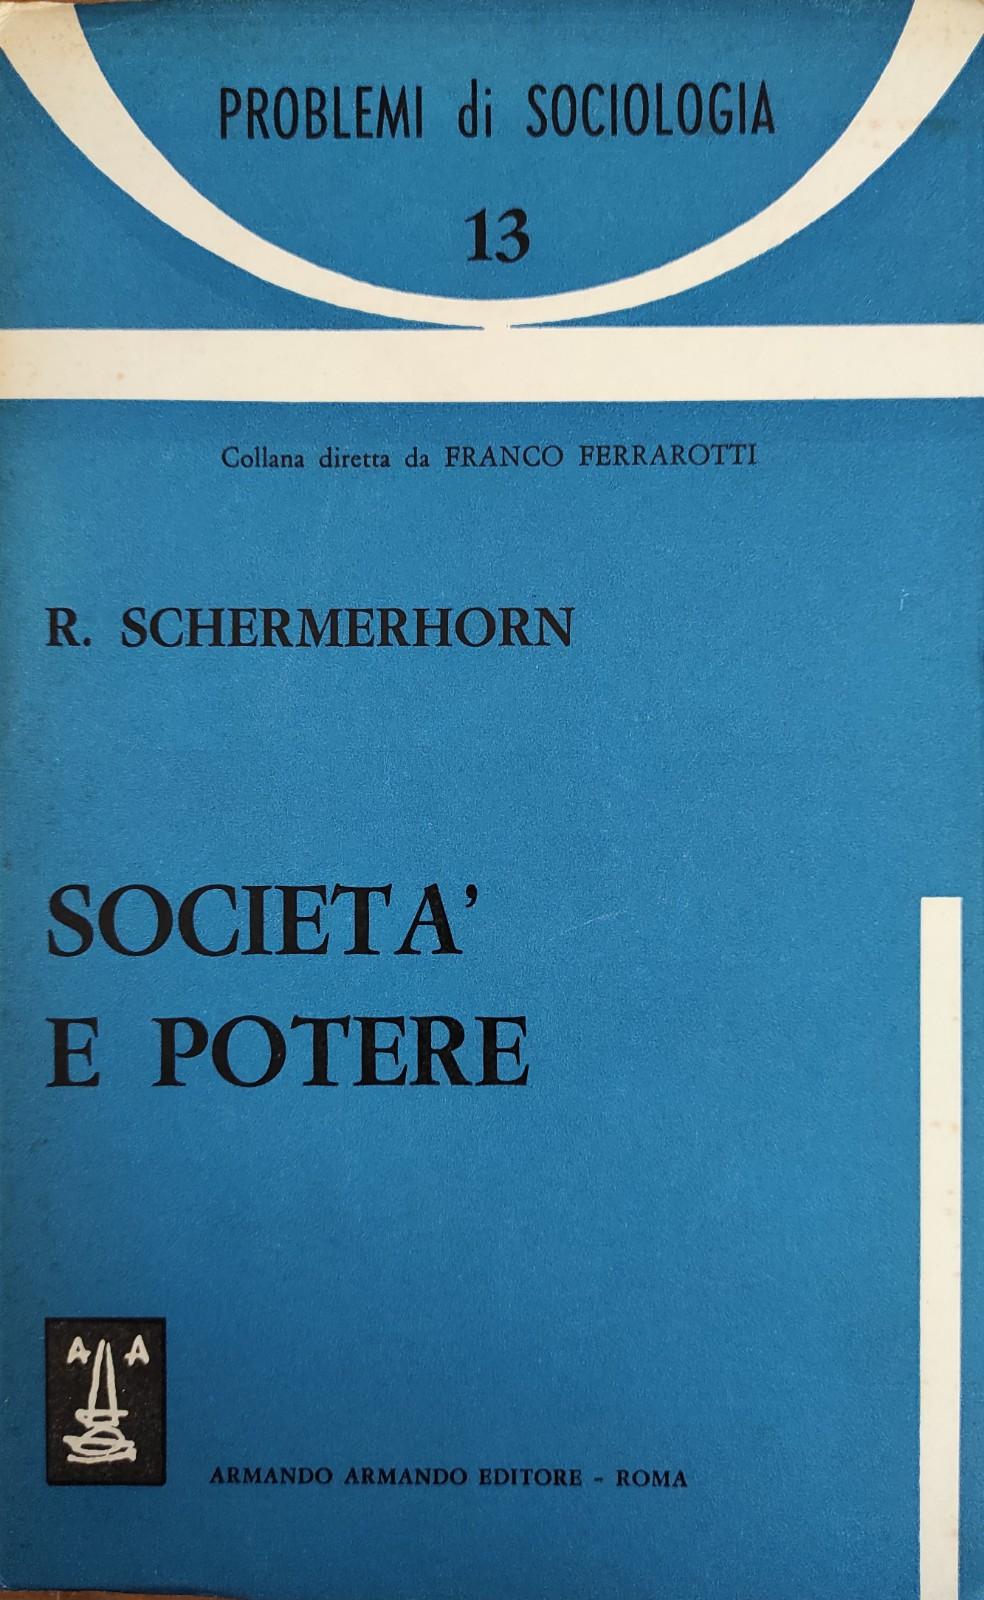 PROBLEMI di SOCIOLOGIA
13
Collana diretta da FRANCO FERRAROTTI
R. SCHERMERHORN
SOCIETA'
E POTERE
A A
ARMANDO ARMANDO EDITORE - ROMA